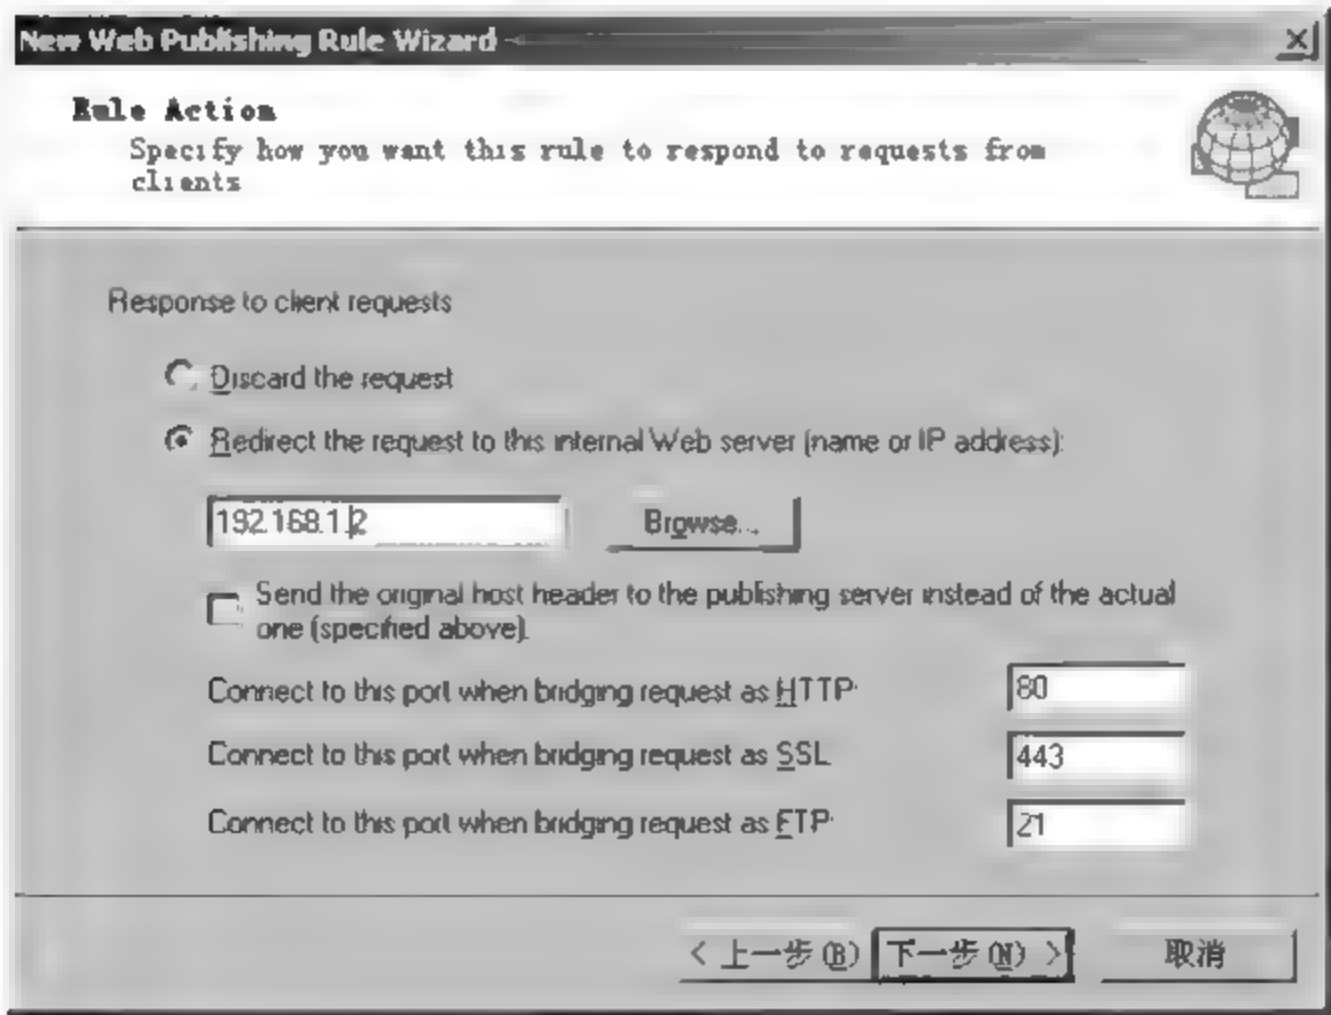 New Web Publishing Rule Wizard
Rule Action
Specify how you want this rule to respond to requests from
clients
Response to client requests
Discard the request
Redirect the request to this internal Web server (name or IP address):
192.168.1.2
Browse...
Send the original host header to the publishing server instead of the actual
one (specified above).
Connect to this port when bridging request as HTTP:
80
Connect to this port when bridging request as SSL
443
Connect to this port when bridging request as FTP:
21
< 上一步(B)
下一步(N) >
取消